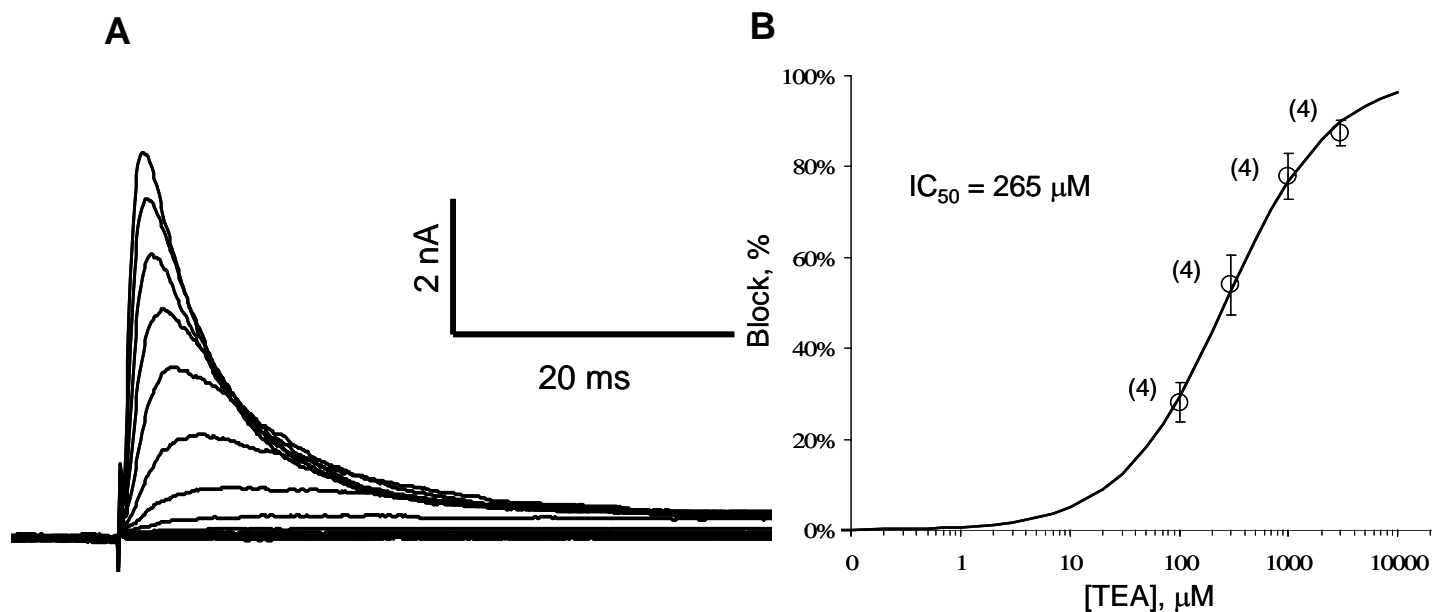 A
2 nA
20 ms
B
Block, %
100%
80%
60%
40%
20%
0%
IC₅₀ = 265 μM
(4)
(4)
(4)
(4)
0 1 10 100 1000 10000
[TEA], μM